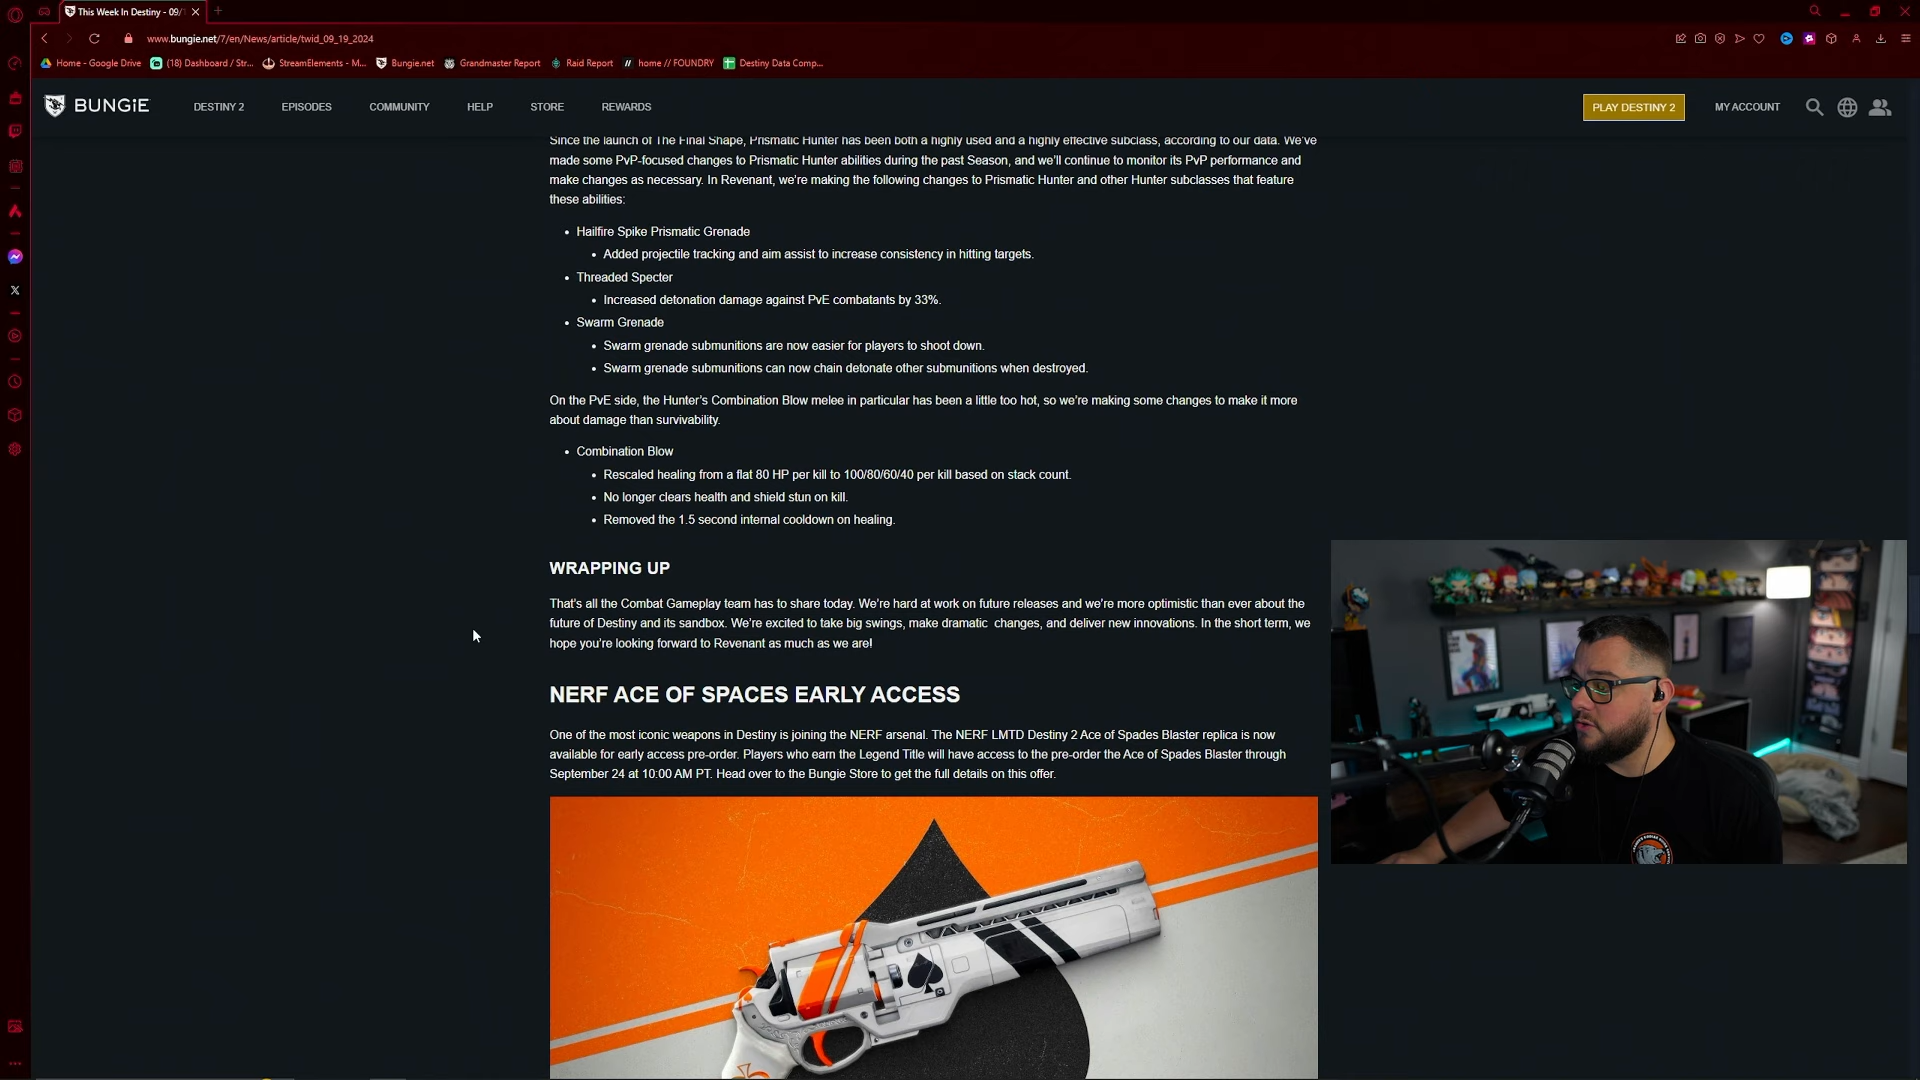 This Week In Destiny - 09/
www.bungie.net/7/en/News/article/twid_09_19_2024
Home - Google Drive
(18) Dashboard / Str...
StreamElements - M...
Bungie.net
Grandmaster Report
Raid Report
home // FOUNDRY
Destiny Data Comp...
BUNGiE
DESTINY 2
EPISODES
COMMUNITY
HELP
STORE
REWARDS
PLAY DESTINY 2
MY ACCOUNT
Since the launch of The Final Shape, Prismatic Hunter has been both a highly used and a highly effective subclass, according to our data. We've
made some PvP-focused changes to Prismatic Hunter abilities during the past Season, and we'll continue to monitor its PvP performance and
make changes as necessary. In Revenant, we're making the following changes to Prismatic Hunter and other Hunter subclasses that feature
these abilities:
• Hailfire Spike Prismatic Grenade
• Added projectile tracking and aim assist to increase consistency in hitting targets.
• Threaded Specter
• Increased detonation damage against PvE combatants by 33%.
• Swarm Grenade
• Swarm grenade submunitions are now easier for players to shoot down.
• Swarm grenade submunitions can now chain detonate other submunitions when destroyed.
On the PvE side, the Hunter's Combination Blow melee in particular has been a little too hot, so we're making some changes to make it more
about damage than survivability.
• Combination Blow
• Rescaled healing from a flat 80 HP per kill to 100/80/60/40 per kill based on stack count.
• No longer clears health and shield stun on kill.
• Removed the 1.5 second internal cooldown on healing.
WRAPPING UP
That's all the Combat Gameplay team has to share today. We're hard at work on future releases and we're more optimistic than ever about the
future of Destiny and its sandbox. We're excited to take big swings, make dramatic changes, and deliver new innovations. In the short term, we
hope you're looking forward to Revenant as much as we are!
NERF ACE OF SPACES EARLY ACCESS
One of the most iconic weapons in Destiny is joining the NERF arsenal. The NERF LMTD Destiny 2 Ace of Spades Blaster replica is now
available for early access pre-order. Players who earn the Legend Title will have access to the pre-order the Ace of Spades Blaster through
September 24 at 10:00 AM PT. Head over to the Bungie Store to get the full details on this offer.